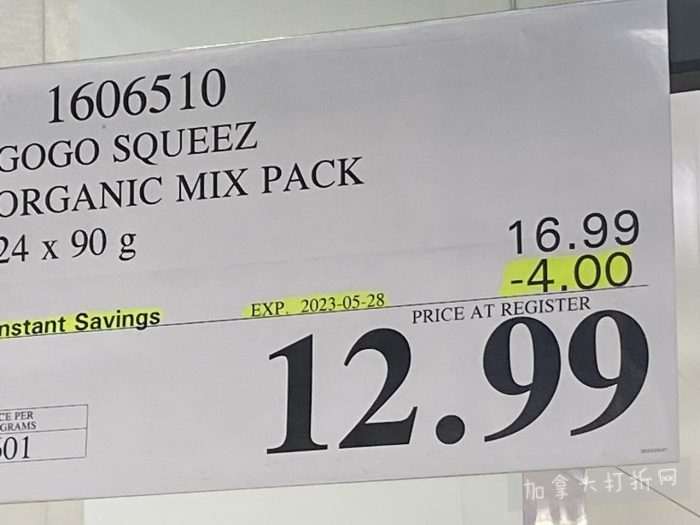 1606510
GOGO SQUEEZ
ORGANIC MIX PACK
24 x 90 g
16.99
-4.00
nstant Savings
EXP. 2023-05-28
PRICE AT REGISTER
12.99
CE PER
GRAMS
601
加拿大打折网